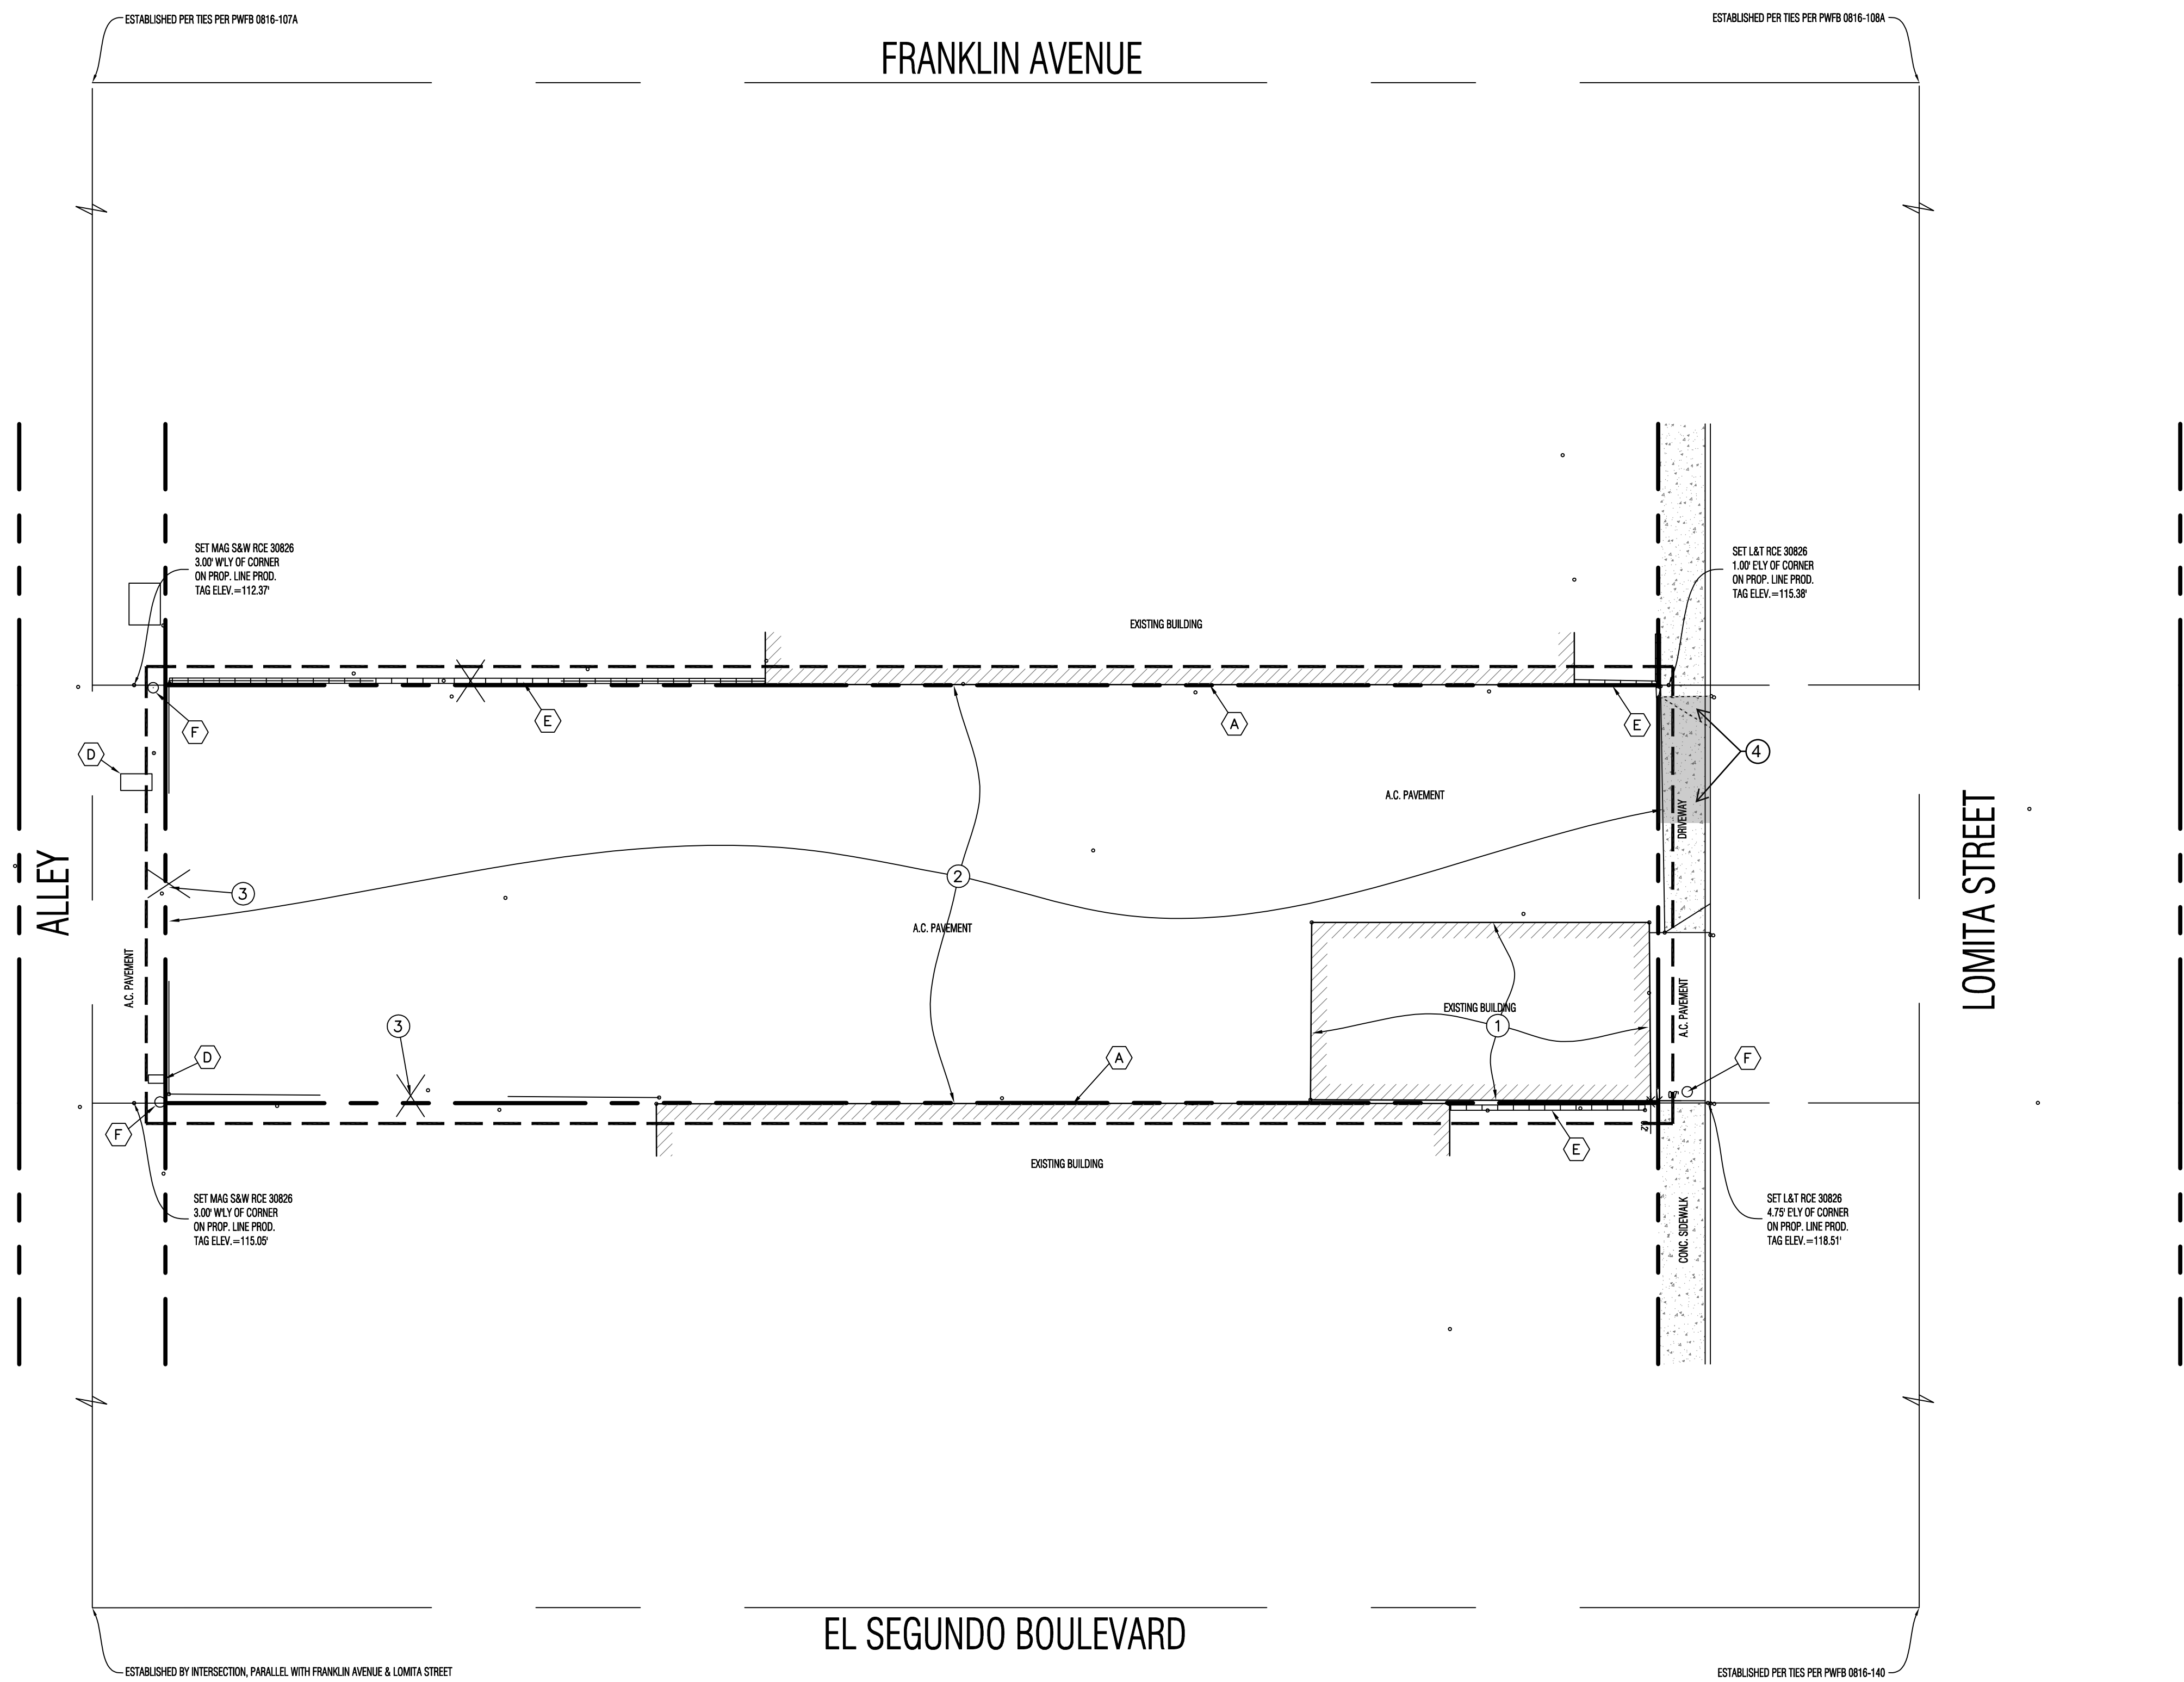 ESTABLISHED PER TIES PER PWFB 0816-107A
ESTABLISHED PER TIES PER PWFB 0816-108A
FRANKLIN AVENUE
SET MAG S&W RCE 30826
3.00' W'LY OF CORNER
ON PROP. LINE PROD.
TAG ELEV.=112.37'
SET L&T RCE 30826
1.00' E'LY OF CORNER
ON PROP. LINE PROD.
TAG ELEV.=115.38'
EXISTING BUILDING
F
E
A
E
D
4
A.C. PAVEMENT
DRIVEWAY
ALLEY
LOMITA STREET
2
3
A.C. PAVEMENT
A.C. PAVEMENT
EXISTING BUILDING
A.C. PAVEMENT
3
1
D
A
F
0.7'
F
E
0.2'
EXISTING BUILDING
SET MAG S&W RCE 30826
3.00' W'LY OF CORNER
ON PROP. LINE PROD.
TAG ELEV.=115.05'
CONC. SIDEWALK
SET L&T RCE 30826
4.75' E'LY OF CORNER
ON PROP. LINE PROD.
TAG ELEV.=118.51'
EL SEGUNDO BOULEVARD
ESTABLISHED BY INTERSECTION, PARALLEL WITH FRANKLIN AVENUE & LOMITA STREET
ESTABLISHED PER TIES PER PWFB 0816-140